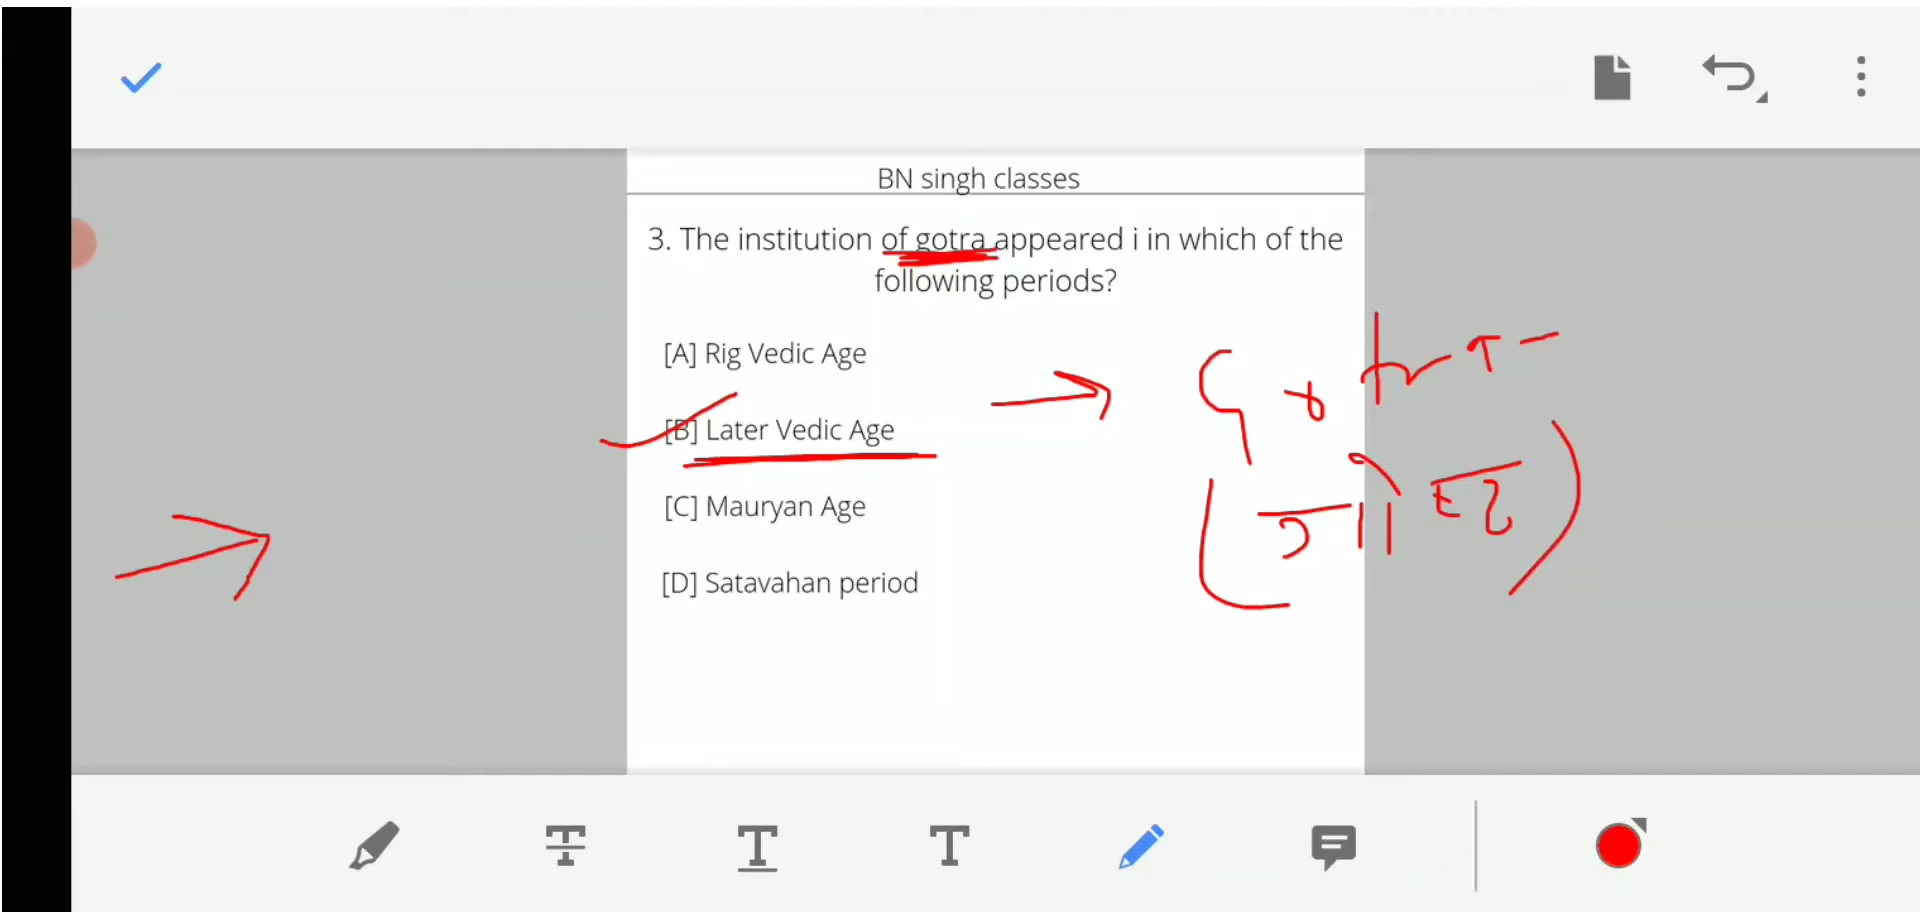 BN singh classes
3. The institution of gotra appeared i in which of the
following periods?
[A] Rig Vedic Age
[B] Later Vedic Age
[C] Mauryan Age
[D] Satavahan period